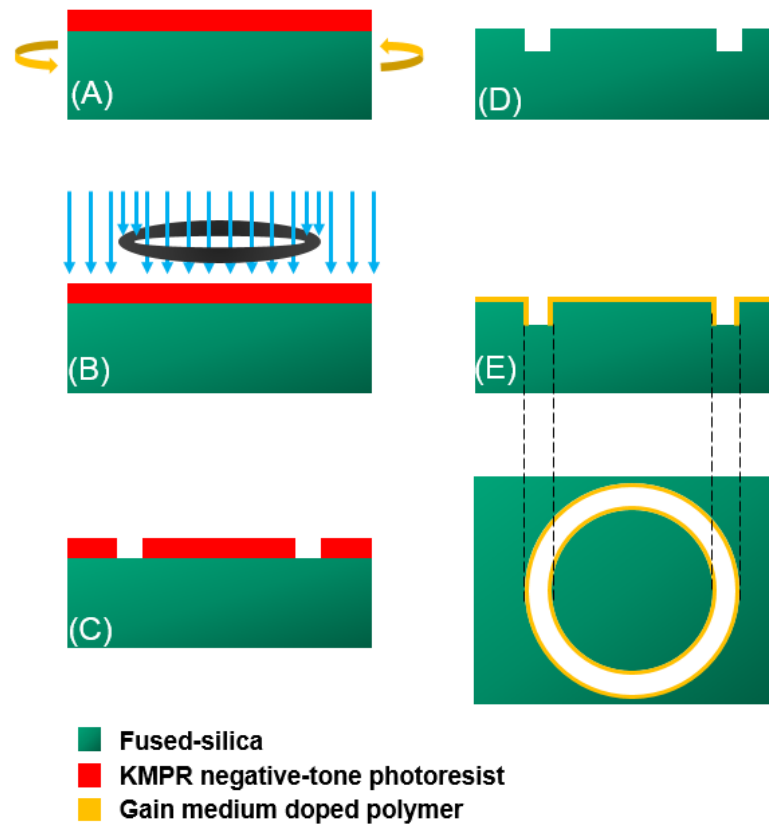 (A)
(D)
(B)
(E)
(C)
Fused-silica
KMPR negative-tone photoresist
Gain medium doped polymer